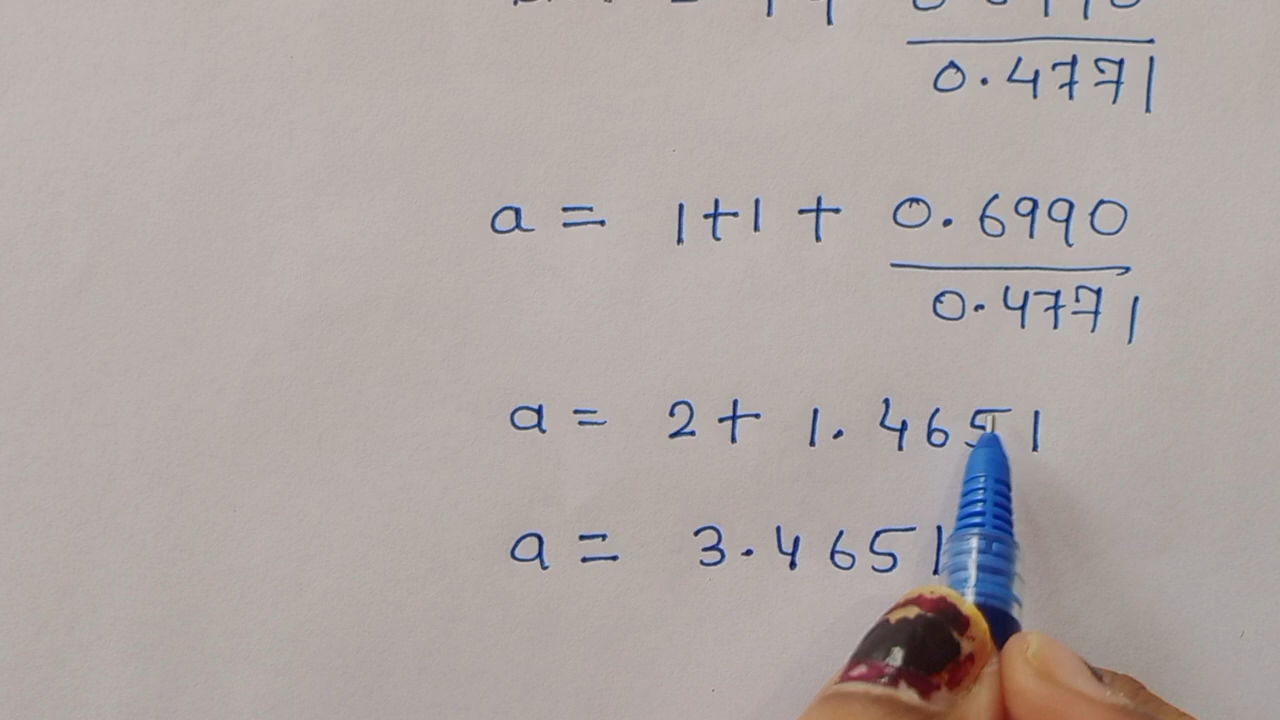 0.4771
a = 1+1 + 0.6990
0.4771
a = 2 + 1.4651
a = 3.4651